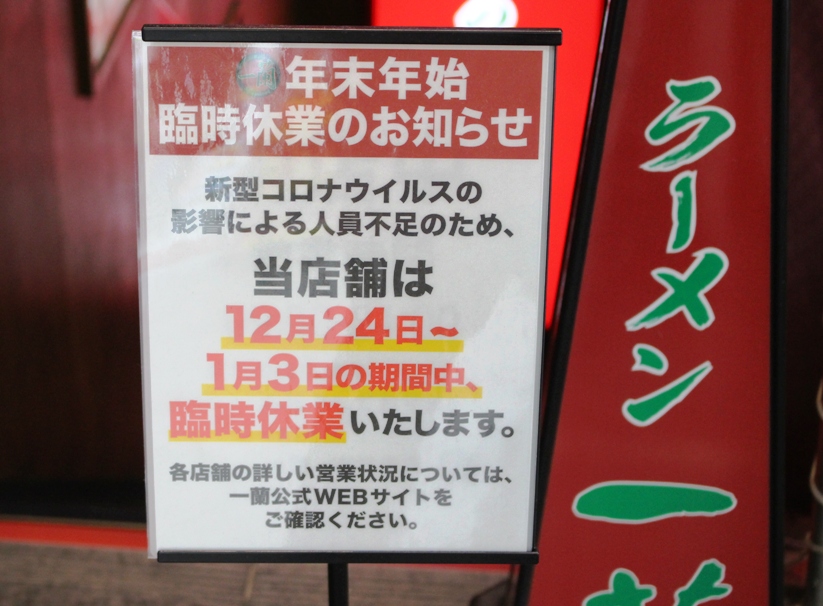 年末年始
臨時休業のお知らせ
新型コロナウイルスの
影響による人員不足のため、
当店舗は
12月24日～
1月3日の期間中、
臨時休業いたします。
各店舗の詳しい営業状況については、
一蘭公式WEBサイトを
ご確認ください。
ラーメン
一